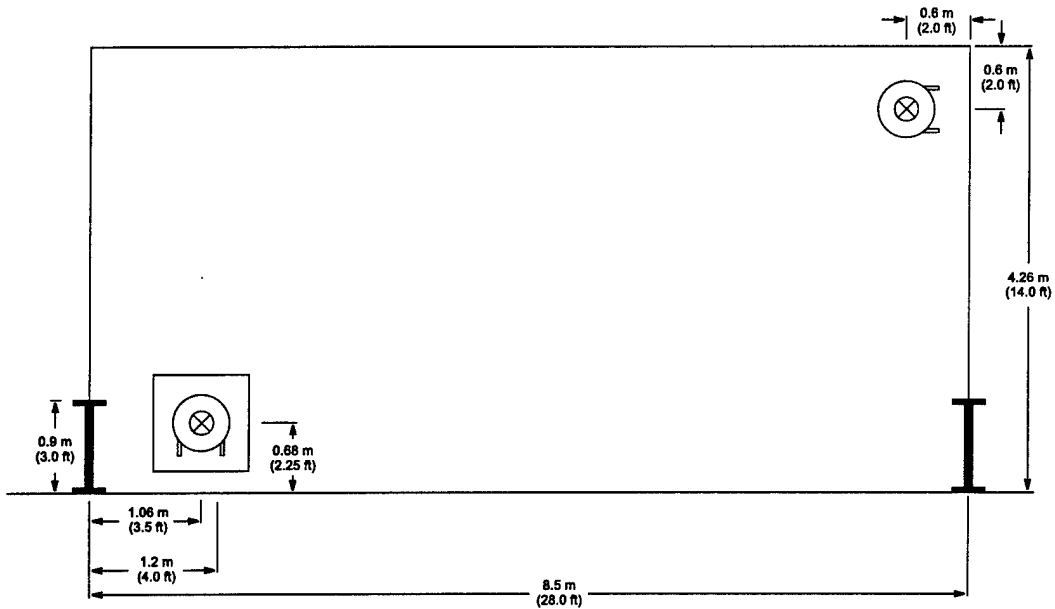 0.6 m
(2.0 ft)
0.6 m
(2.0 ft)
4.26 m
(14.0 ft)
0.9 m
(3.0 ft)
0.68 m
(2.25 ft)
1.06 m
(3.5 ft)
1.2 m
(4.0 ft)
8.5 m
(28.0 ft)